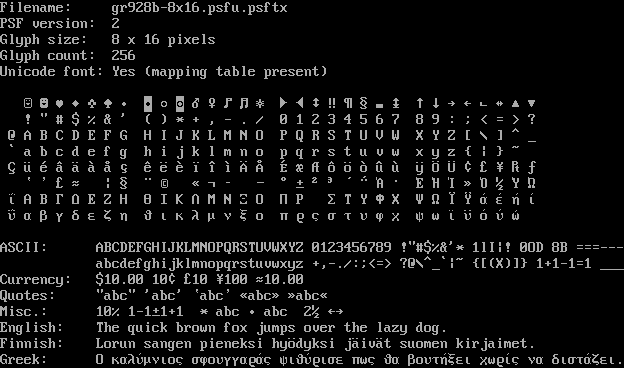 Filename: gr928b-8x16.psfu.psftx
PSF version: 2
Glyph size: 8 x 16 pixels
Glyph count: 256
Unicode font: Yes (mapping table present)
☺ ☻ ♥ ♦ ♣ ♠ • ◘ ○ ◙ ♂ ♀ ♪ ♫ ☼ ► ◄ ↕ ‼ ¶ § ▬ ↨ ↑ ↓ → ← ∟ ↔ ▲ ▼
! " # $ % & ' ( ) * + , - . / 0 1 2 3 4 5 6 7 8 9 : ; < = > ?
@ A B C D E F G H I J K L M N O P Q R S T U V W X Y Z [ \ ] ^ _
` a b c d e f g h i j k l m n o p q r s t u v w x y z { | } ~
Ç ü é â ä à å ç ê ë è ï î ì Ä Å É æ ô ö ò û ù ÿ Ö Ü ¢ £ ¥ ƒ
‘ ’ £ ≈ ¦ § ¨ © « ¬ - ° ± ² ³ ΄ ΅ Ά · Έ Ή Ί » Ό ½ Ύ Ώ
ΐ Α Β Γ Δ Ε Ζ Η Θ Ι Κ Λ Μ Ν Ξ Ο Π Ρ Σ Τ Υ Φ Χ Ψ Ω Ϊ Ϋ ά έ ή ί
ΰ α β γ δ ε ζ η θ ι κ λ μ ν ξ ο π ρ ς σ τ υ φ χ ψ ω ϊ ϋ ό ύ ώ
ASCII: ABCDEFGHIJKLMNOPQRSTUVWXYZ 0123456789 !"#$%&'* 1lI|! 0OD 8B ====---
abcdefghijklmnopqrstuvwxyz +,-./:;<=> ?@\^_`|~ {[(X)]} 1+1-1=1 ___
Currency: $10.00 10¢ £10 ¥100 ≈10.00
Quotes: "abc" 'abc' ‘abc’ «abc» »abc«
Misc.: 10% 1-1±1+1 * abc • abc 2½ ↔
English: The quick brown fox jumps over the lazy dog.
Finnish: Lorun sangen pieneksi hyödyksi jäivät suomen kirjaimet.
Greek: Ο καλύμνιος σφουγγαράς ψιθύρισε πως θα βουτήξει χωρίς να διστάζει.